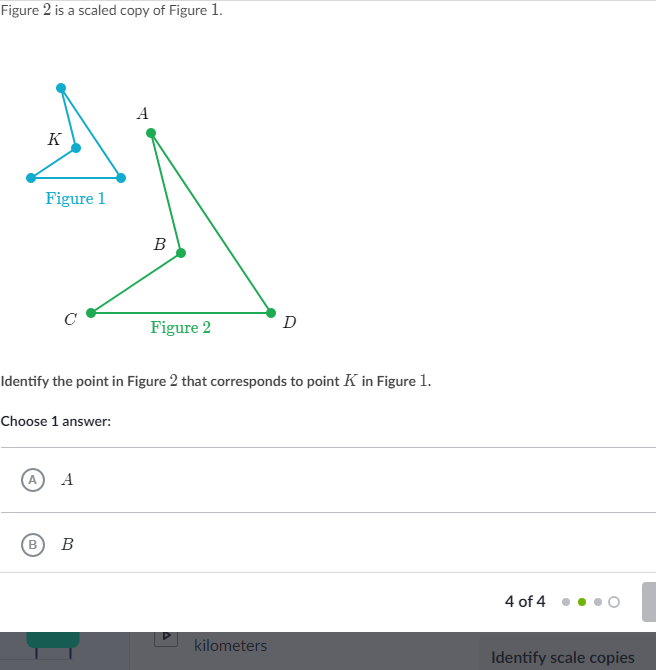 Figure 2 is a scaled copy of Figure 1.
A
K
Figure 1
B
C
D
Figure 2
Identify the point in Figure 2 that corresponds to point K in Figure 1.
Choose 1 answer:
A A
B B
4 of 4
kilometers
Identify scale copies